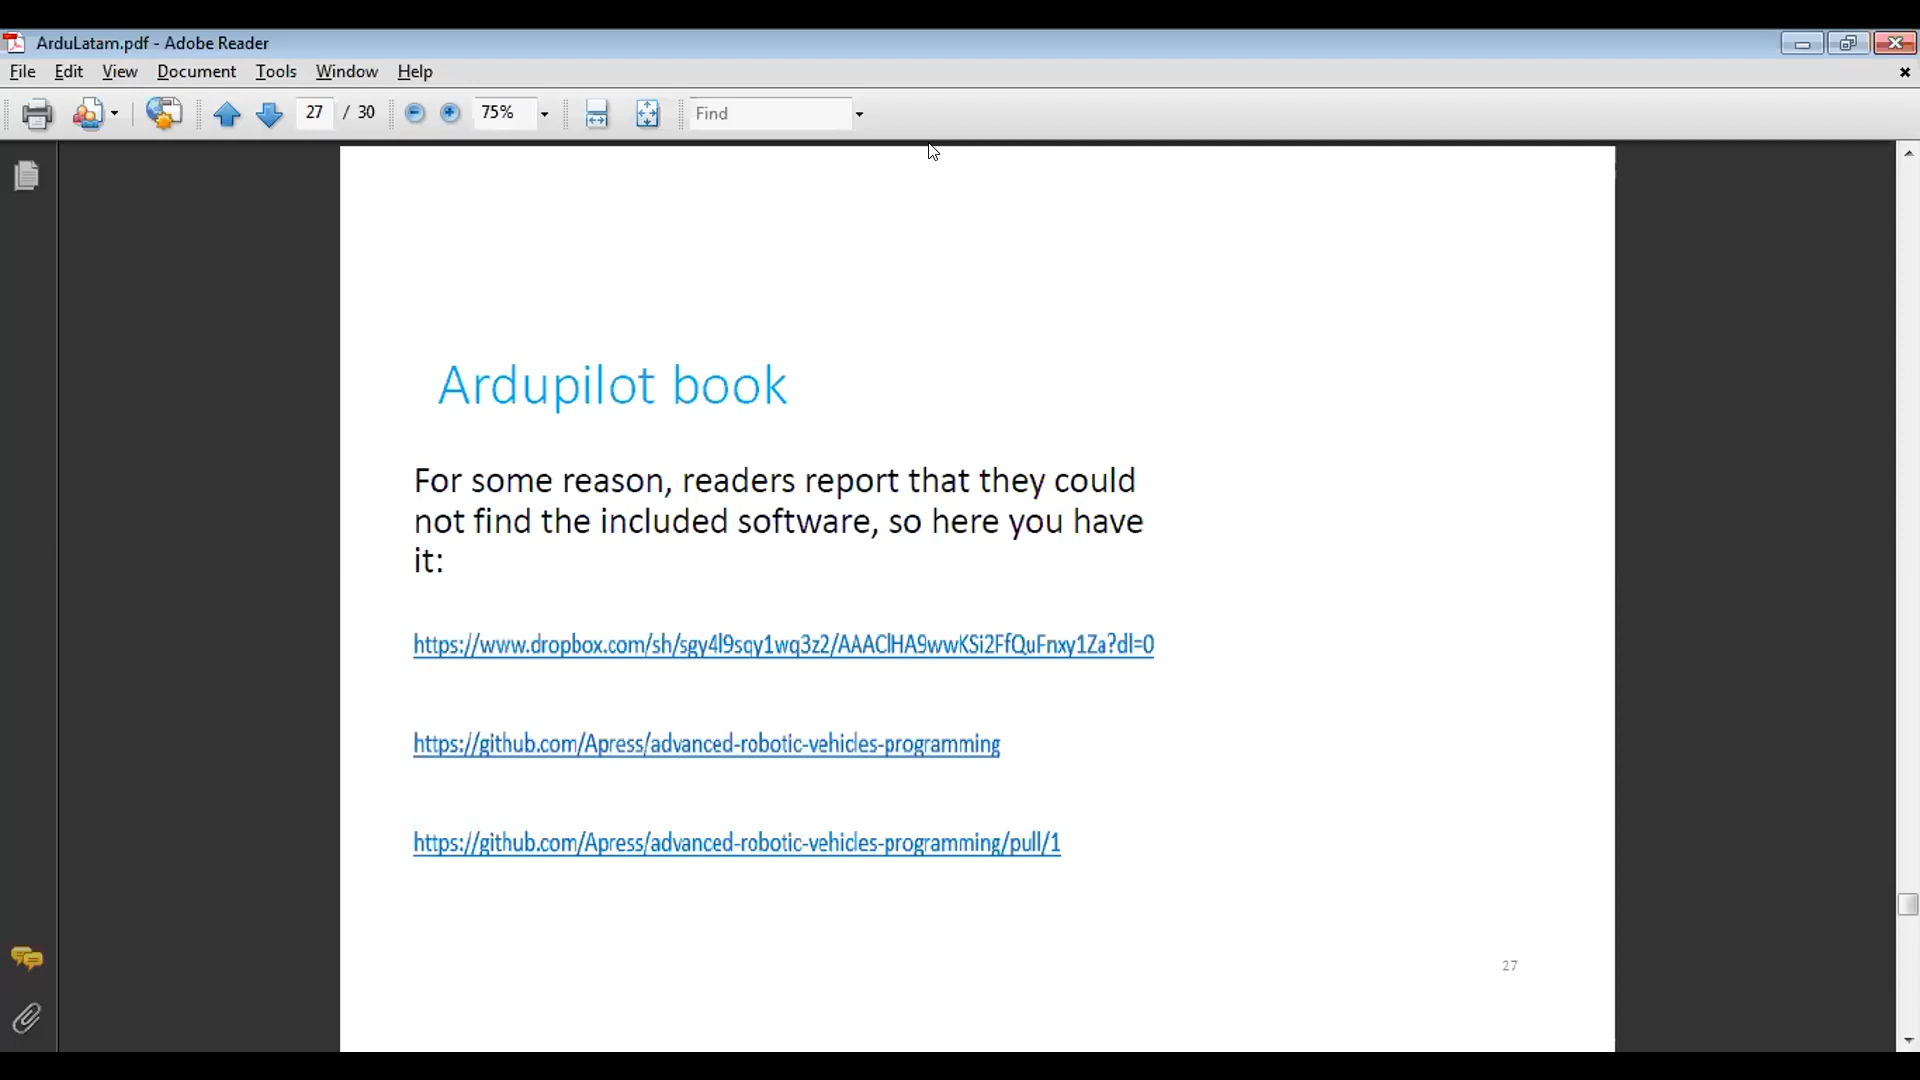 ArduLatam.pdf - Adobe Reader
File Edit View Document Tools Window Help
27 / 30 75% Find
Ardupilot book
For some reason, readers report that they could
not find the included software, so here you have
it:
https://www.dropbox.com/sh/sgy4l9sqy1wq3z2/AAAClHA9wwKSi2FfQuFnxy1Za?dl=0
https://github.com/Apress/advanced-robotic-vehicles-programming
https://github.com/Apress/advanced-robotic-vehicles-programming/pull/1
27